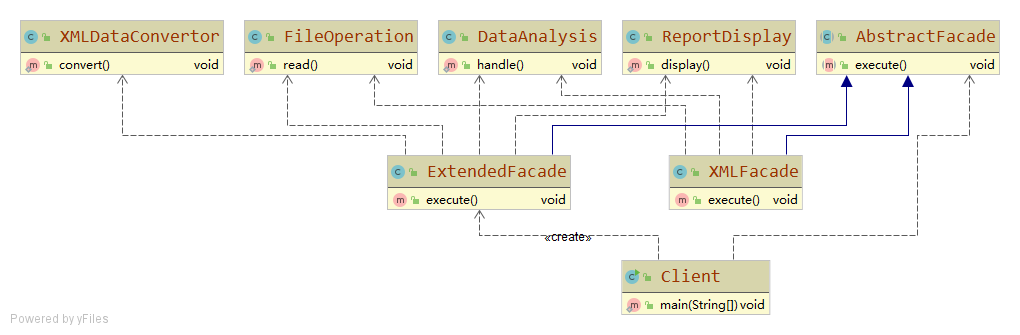 XMLDataConvertor
convert() void
FileOperation
read() void
DataAnalysis
handle() void
ReportDisplay
display() void
AbstractFacade
execute() void
ExtendedFacade
execute() void
XMLFacade
execute() void
«create»
Client
main(String[]) void
Powered by yFiles